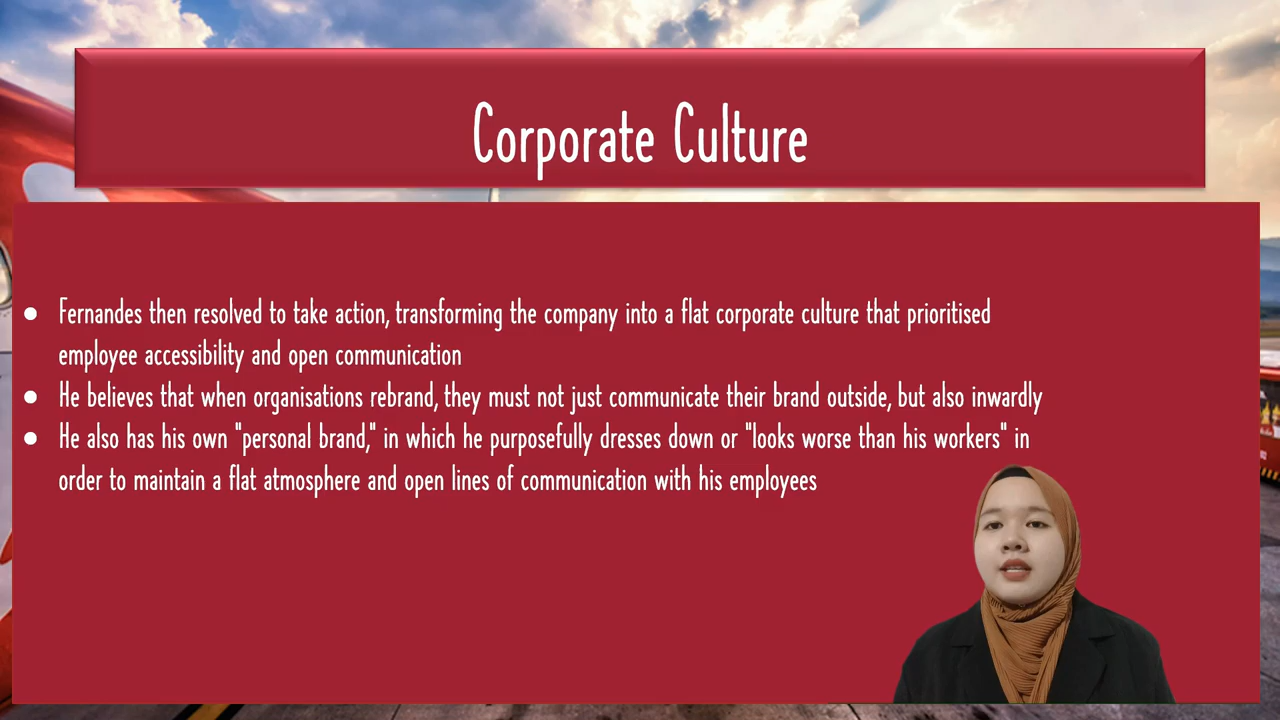 Corporate Culture
● Fernandes then resolved to take action, transforming the company into a flat corporate culture that prioritised
employee accessibility and open communication
● He believes that when organisations rebrand, they must not just communicate their brand outside, but also inwardly
● He also has his own "personal brand," in which he purposefully dresses down or "looks worse than his workers" in
order to maintain a flat atmosphere and open lines of communication with his employees